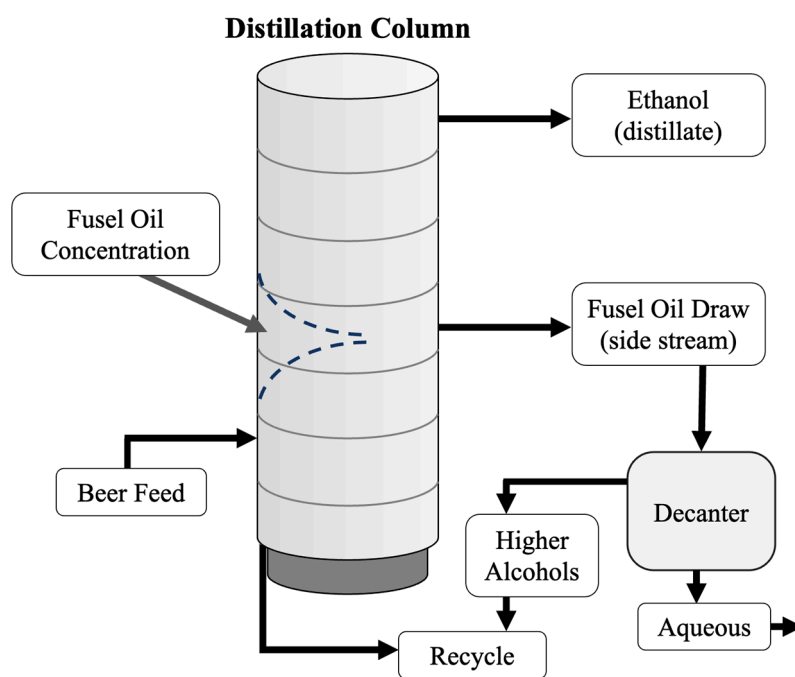 Distillation Column
Ethanol
(distillate)
Fusel Oil
Concentration
Fusel Oil Draw
(side stream)
Beer Feed
Decanter
Higher
Alcohols
Aqueous
Recycle